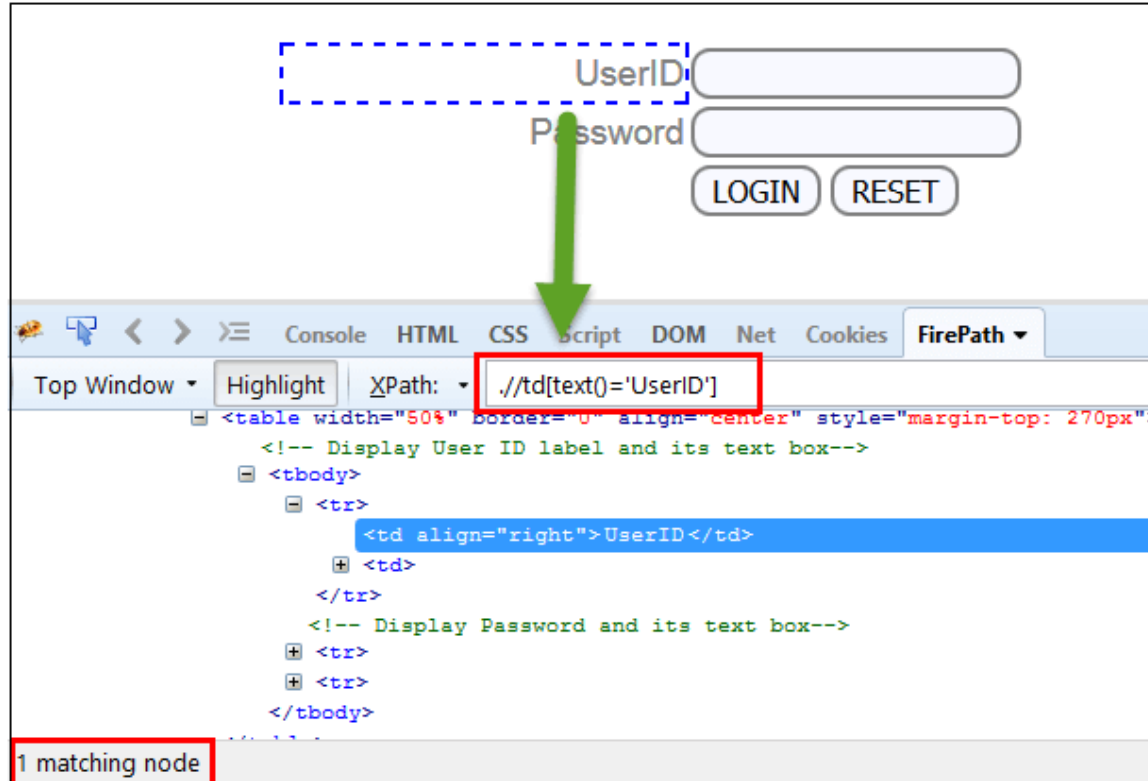 UserID
Password
LOGIN RESET
Console HTML CSS Script DOM Net Cookies FirePath
Top Window Highlight XPath: .//td[text()='UserID']
<table width="50%" border="0" align="center" style="margin-top: 270px"
<!-- Display User ID label and its text box-->
<tbody>
<tr>
<td align="right">UserID</td>
<td>
</tr>
<!-- Display Password and its text box-->
<tr>
<tr>
</tbody>
1 matching node